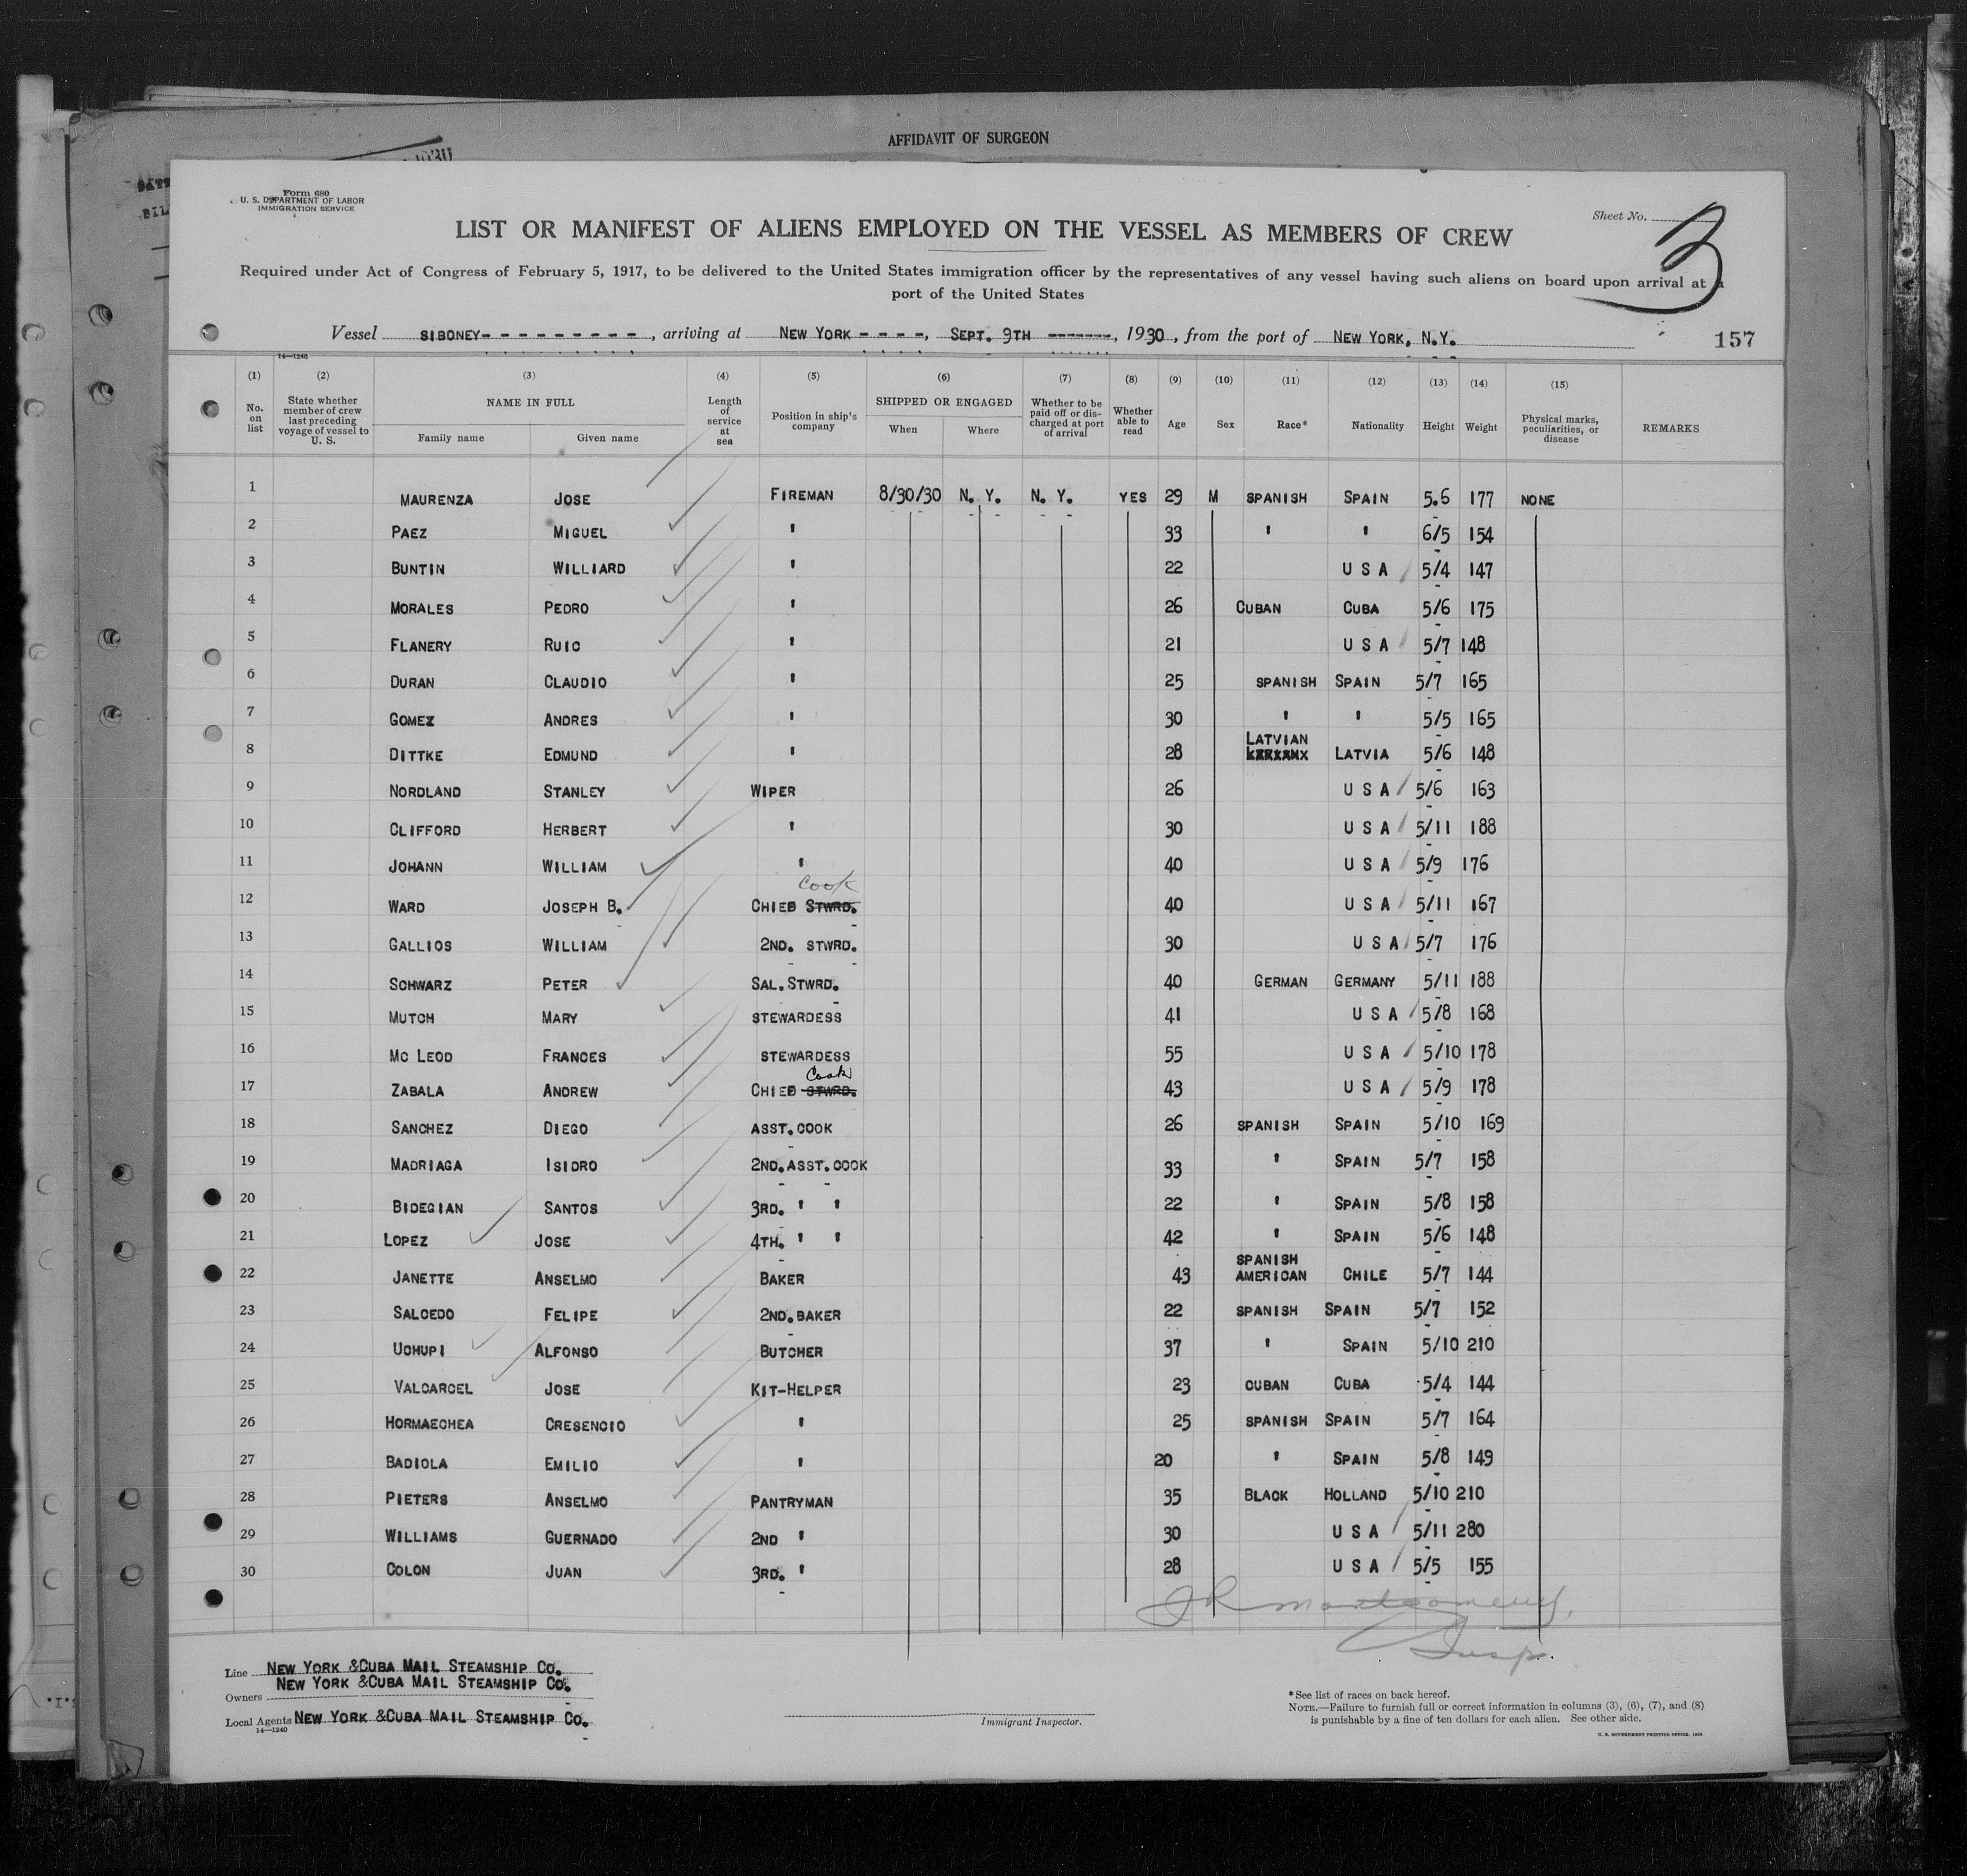 AFFIDAVIT OF SURGEON
Form 680
U. S. DEPARTMENT OF LABOR
IMMIGRATION SERVICE
Sheet No. 3
LIST OR MANIFEST OF ALIENS EMPLOYED ON THE VESSEL AS MEMBERS OF CREW
Required under Act of Congress of February 5, 1917, to be delivered to the United States immigration officer by the representatives of any vessel having such aliens on board upon arrival at a
port of the United States
Vessel SIBONEY- - - - - - - - - - , arriving at NEW YORK - - - -, SEPT. 9TH -------, 1930, from the port of NEW YORK, N.Y.
157
14—1240
(1) (2) (3) (4) (5) (6) (7) (8) (9) (10) (11) (12) (13) (14) (15)
No. on list
State whether member of crew last preceding voyage of vessel to U. S.
NAME IN FULL
Family name Given name
Length of service at sea
Position in ship's company
SHIPPED OR ENGAGED
When Where
Whether to be paid off or discharged at port of arrival
Whether able to read
Age Sex Race* Nationality Height Weight
Physical marks, peculiarities, or disease
REMARKS
1 MAURENZA JOSE FIREMAN 8/30/30 N. Y. N. Y. YES 29 M SPANISH SPAIN 5.6 177 NONE
2 PAEZ MIGUEL ' 33 ' ' 6/5 154
3 BUNTIN WILLIARD ' 22 U S A 5/4 147
4 MORALES PEDRO ' 26 CUBAN CUBA 5/6 175
5 FLANERY RUIC ' 21 U S A 5/7 148
6 DURAN CLAUDIO ' 25 SPANISH SPAIN 5/7 165
7 GOMEZ ANDRES ' 30 ' ' 5/5 165
8 DITTKE EDMUND ' 28 LATVIAN LATVIA 5/6 148
9 NORDLAND STANLEY WIPER 26 U S A 5/6 163
10 CLIFFORD HERBERT ' 30 U S A 5/11 188
11 JOHANN WILLIAM ' 40 U S A 5/9 176
12 WARD JOSEPH B. CHIED STWRD. Cook 40 U S A 5/11 167
13 GALLIOS WILLIAM 2ND. STWRD. 30 U S A 5/7 176
14 SCHWARZ PETER SAL. STWRD. 40 GERMAN GERMANY 5/11 188
15 MUTCH MARY STEWARDESS 41 U S A 5/8 168
16 MC LEOD FRANCES STEWARDESS 55 U S A 5/10 178
17 ZABALA ANDREW CHIED STWRD. Cook 43 U S A 5/9 178
18 SANCHEZ DIEGO ASST. COOK 26 SPANISH SPAIN 5/10 169
19 MADRIAGA ISIDRO 2ND. ASST. COOK 33 ' SPAIN 5/7 158
20 BIDEGIAN SANTOS 3RD. ' ' 22 ' SPAIN 5/8 158
21 LOPEZ JOSE 4TH. ' ' 42 ' SPAIN 5/6 148
22 JANETTE ANSELMO BAKER 43 SPANISH AMERICAN CHILE 5/7 144
23 SALCEDO FELIPE 2ND. BAKER 22 SPANISH SPAIN 5/7 152
24 UCHUPI ALFONSO BUTCHER 37 ' SPAIN 5/10 210
25 VALCARCEL JOSE KIT-HELPER 23 CUBAN CUBA 5/4 144
26 HORMAECHEA CRESENCIO ' 25 SPANISH SPAIN 5/7 164
27 BADIOLA EMILIO ' 20 ' SPAIN 5/8 149
28 PIETERS ANSELMO PANTRYMAN 35 BLACK HOLLAND 5/10 210
29 WILLIAMS GUERNADO 2ND ' 30 U S A 5/11 280
30 COLON JUAN 3RD. ' 28 U S A 5/5 155
J R Montgomery,
Insp.
Line NEW YORK &CUBA MAIL STEAMSHIP CO.
Owners NEW YORK &CUBA MAIL STEAMSHIP CO.
Local Agents NEW YORK &CUBA MAIL STEAMSHIP CO.
14—1240
Immigrant Inspector.
*See list of races on back hereof.
NOTE.—Failure to furnish full or correct information in columns (3), (6), (7), and (8)
is punishable by a fine of ten dollars for each alien. See other side.